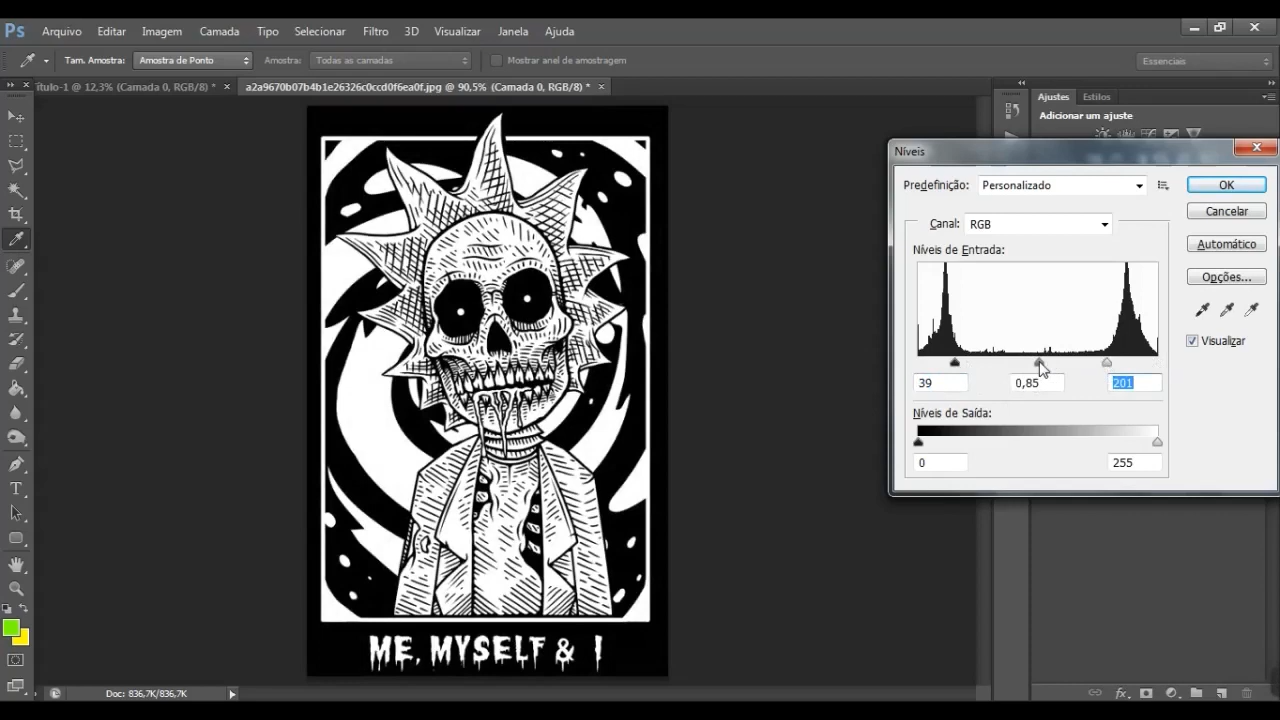 Ps Arquivo Editar Imagem Camada Tipo Selecionar Filtro 3D Visualizar Janela Ajuda
Tam. Amostra: Amostra de Ponto Amostra: Todas as camadas Mostrar anel de amostragem Essenciais
ítulo-1 @ 12,3% (Camada 0, RGB/8) * × a2a9670b07b4b1e26326c0ccd0f6ea0f.jpg @ 90,5% (Camada 0, RGB/8) * ×
Ajustes Estilos
Adicionar um ajuste
Níveis
Predefinição: Personalizado OK
Canal: RGB Cancelar
Níveis de Entrada: Automático
Opções...
Visualizar
39 0,85 201
Níveis de Saída:
0 255
ME, MYSELF & I
Doc: 836,7K/836,7K